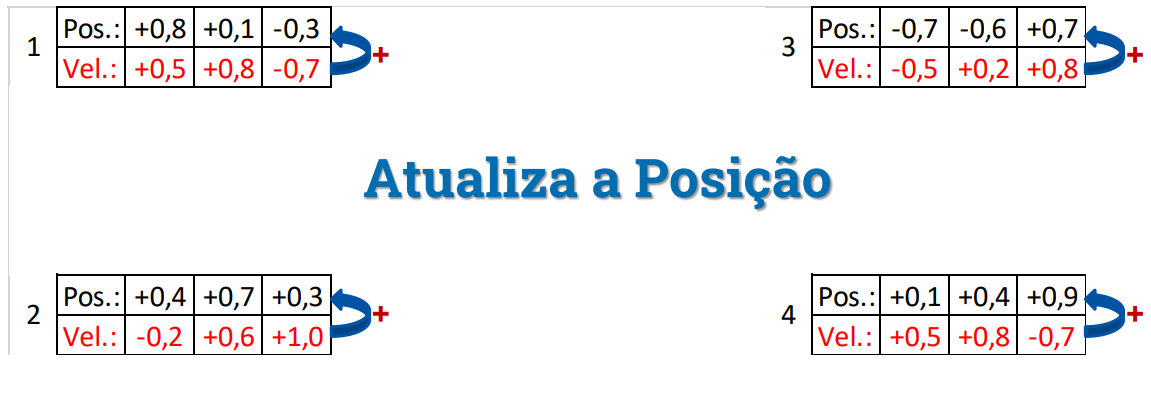 1
Pos.: +0,8 +0,1 -0,3
Vel.: +0,5 +0,8 -0,7
+
3
Pos.: -0,7 -0,6 +0,7
Vel.: -0,5 +0,2 +0,8
+
Atualiza a Posição
2
Pos.: +0,4 +0,7 +0,3
Vel.: -0,2 +0,6 +1,0
+
4
Pos.: +0,1 +0,4 +0,9
Vel.: +0,5 +0,8 -0,7
+